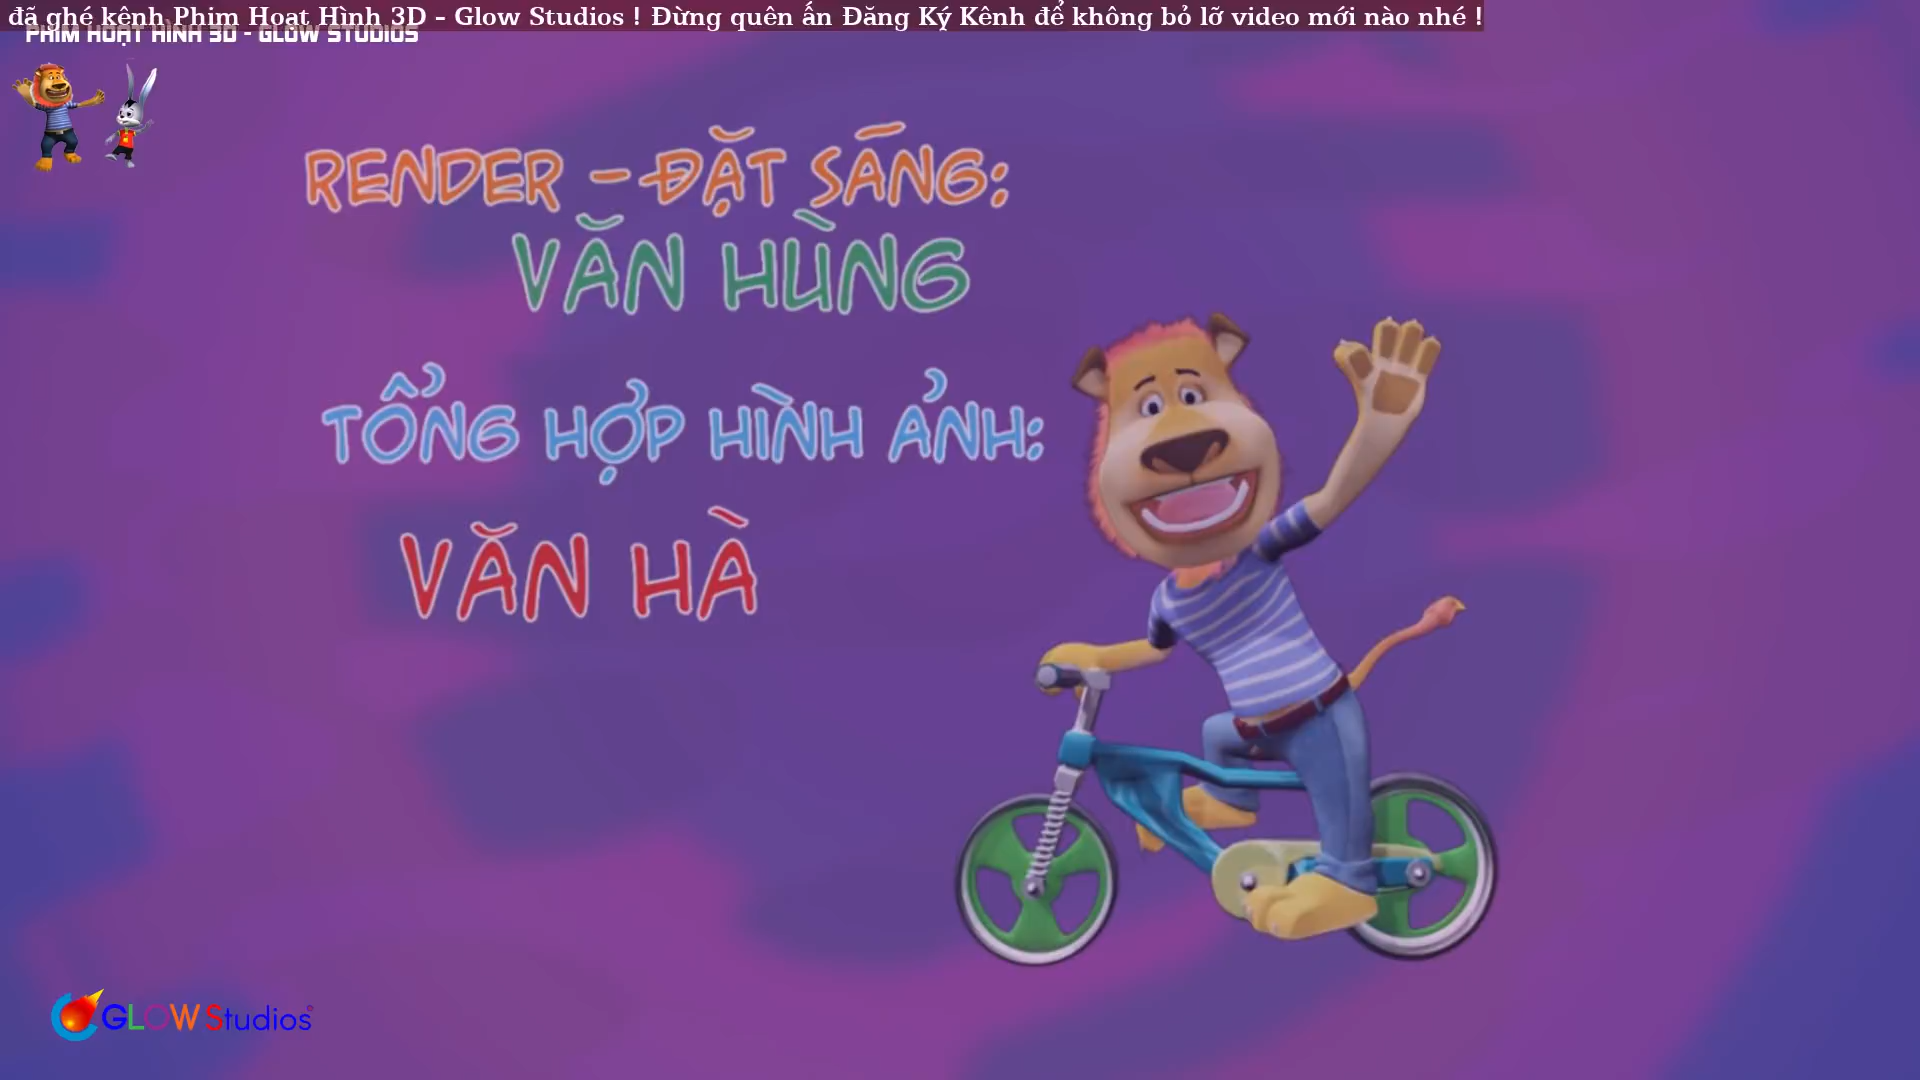 đã ghé kênh Phim Hoạt Hình 3D - Glow Studios ! Đừng quên ấn Đăng Ký Kênh để không bỏ lỡ video mới nào nhé !
PHIM HOẠT HÌNH 3D - GLOW STUDIOS
RENDER - ĐẶT SÁNG:
VĂN HÙNG
TỔNG HỢP HÌNH ẢNH:
VĂN HÀ
GLOW Studios